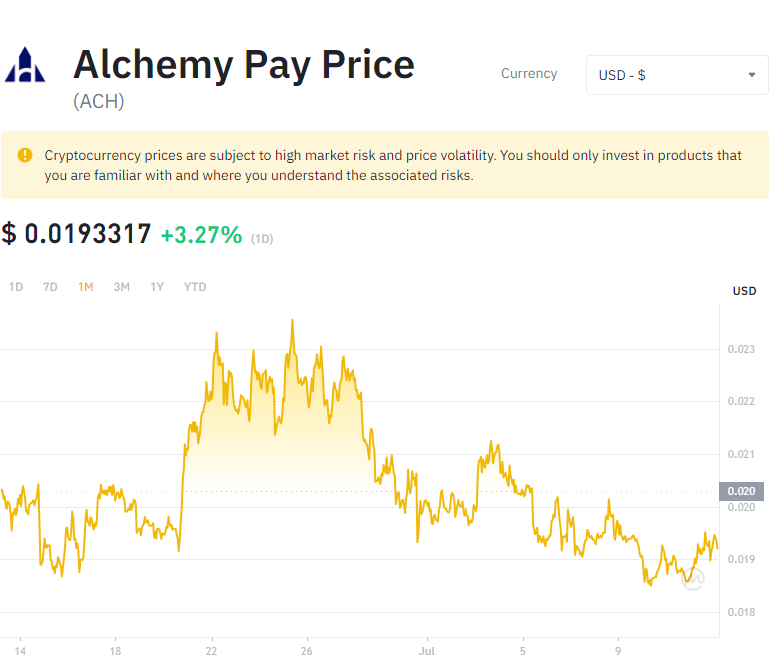 Alchemy Pay Price
(ACH)
Currency
USD - $
Cryptocurrency prices are subject to high market risk and price volatility. You should only invest in products that
you are familiar with and where you understand the associated risks.
$ 0.0193317 +3.27% (1D)
1D 7D 1M 3M 1Y YTD
USD
0.023
0.022
0.021
0.020
0.020
0.019
0.018
14 18 22 26 Jul 5 9